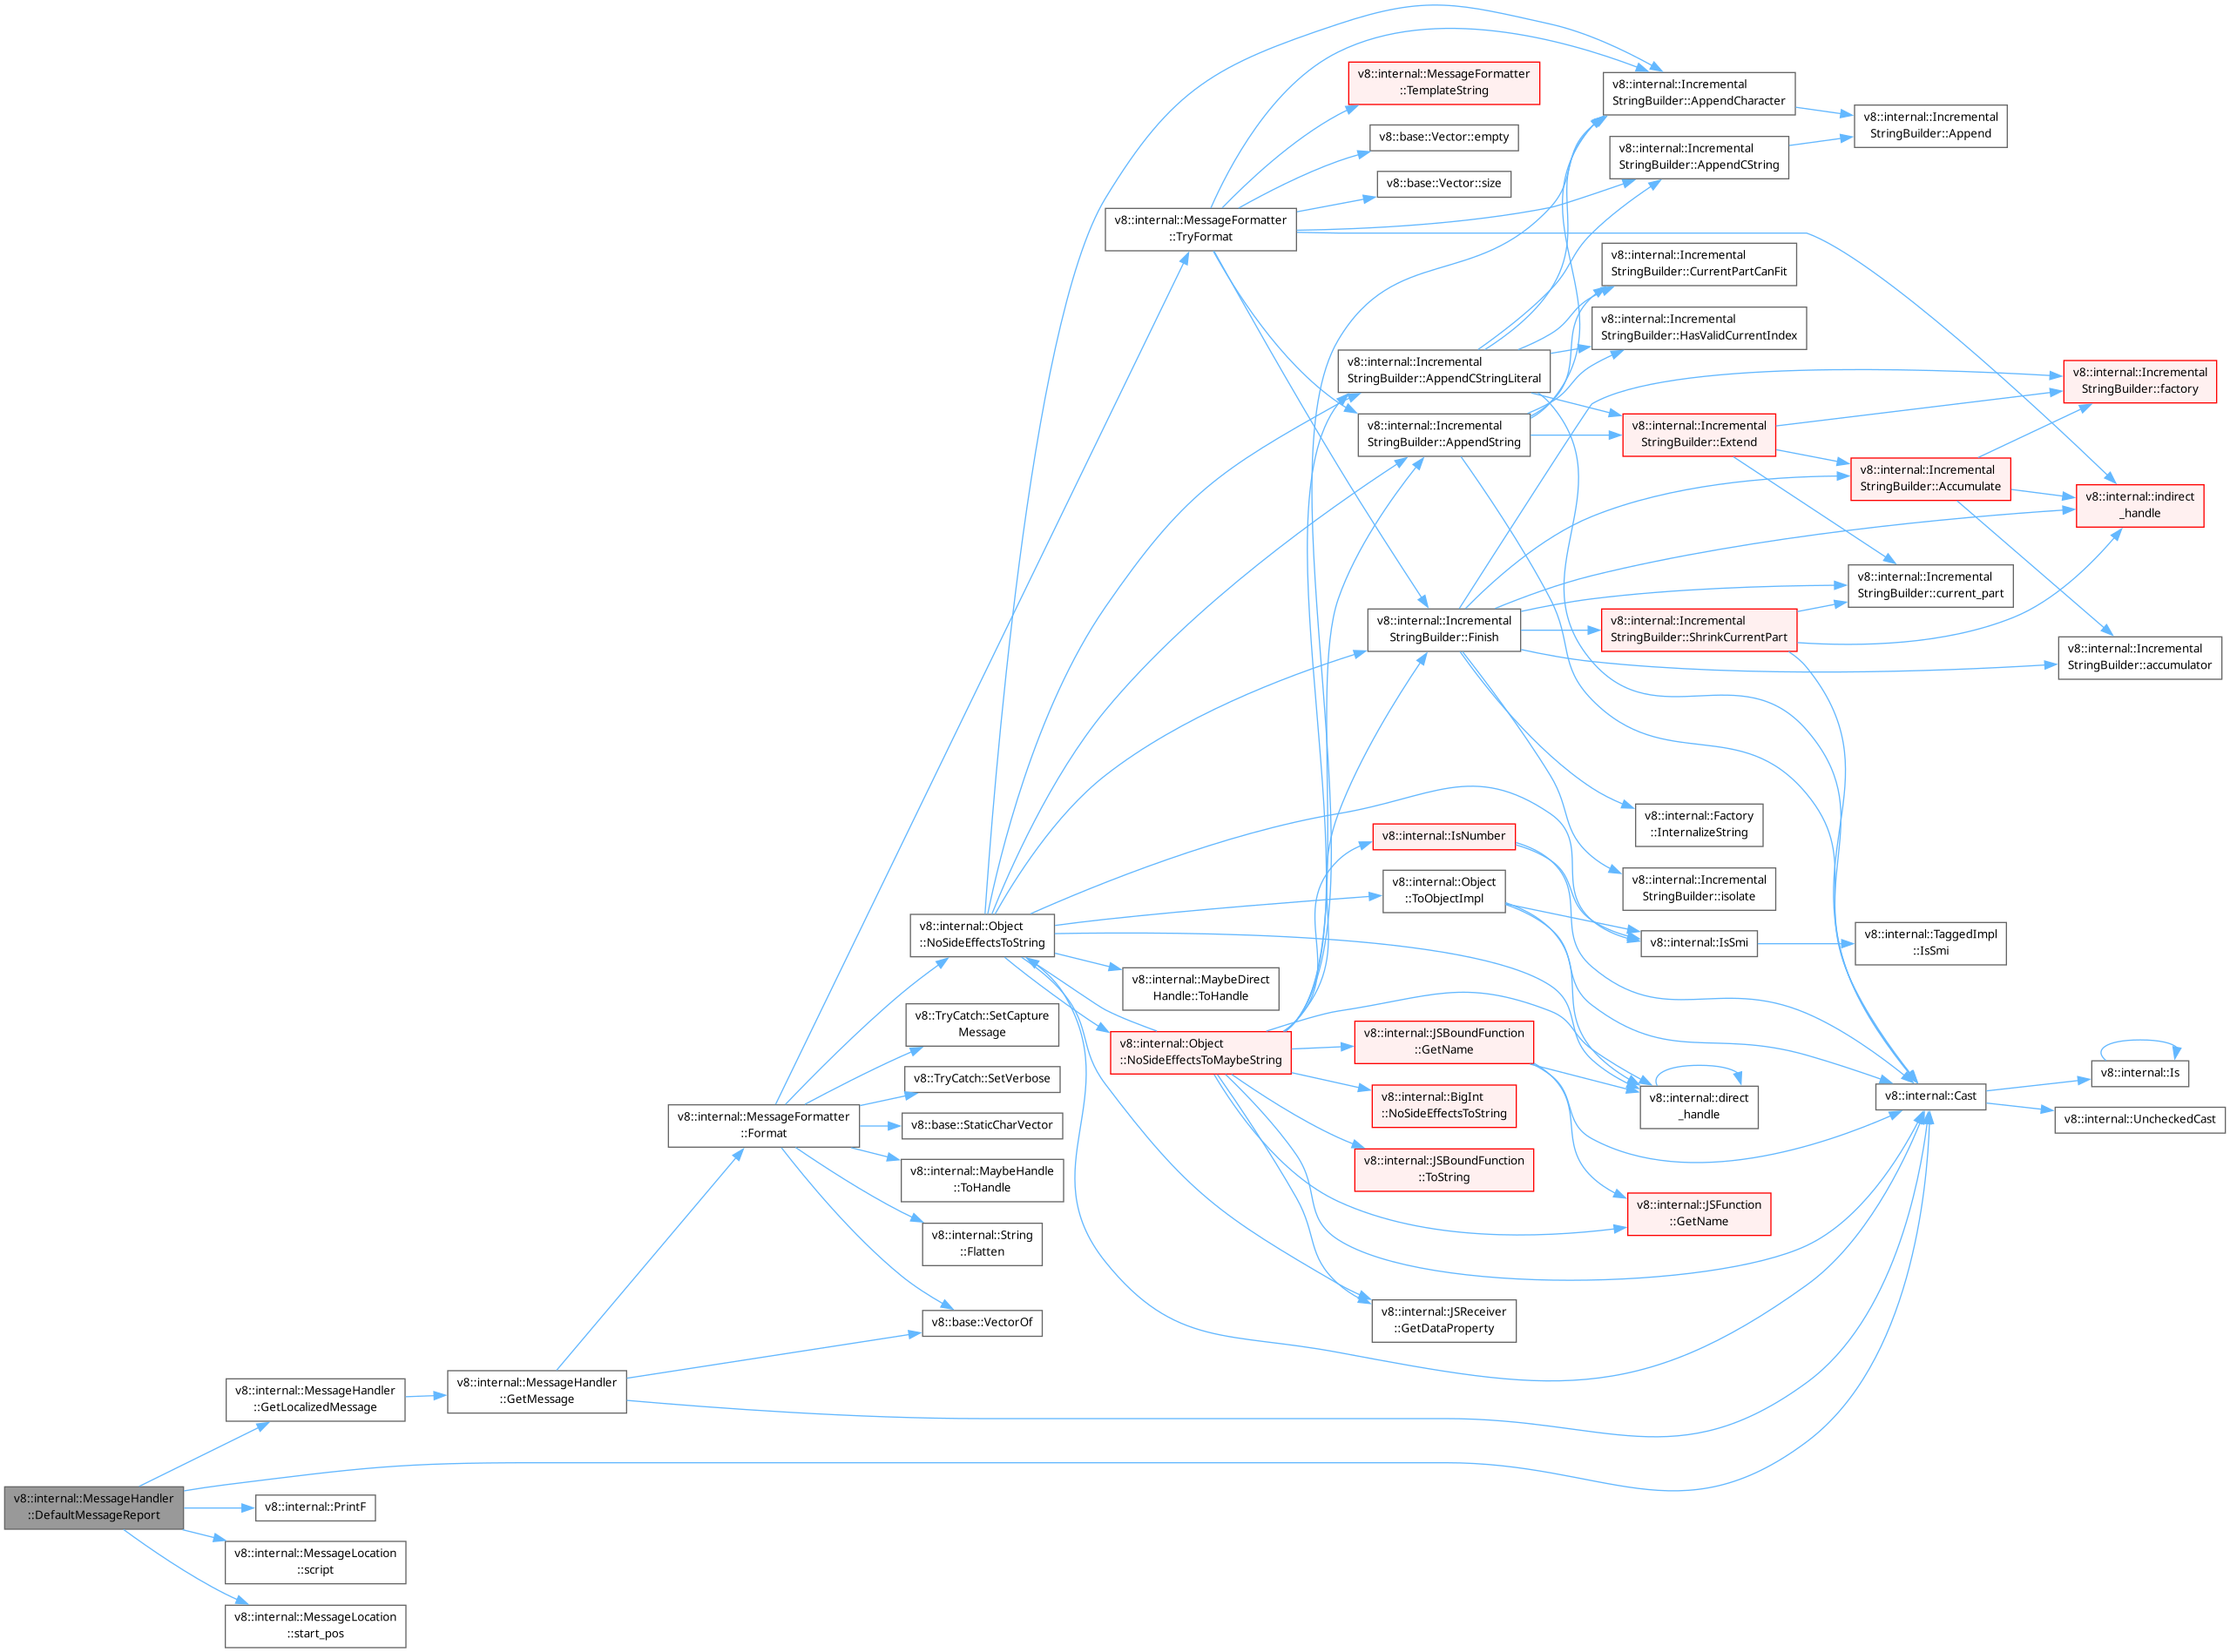 v8::internal::MessageHandler
::DefaultMessageReport
v8::internal::MessageHandler
::GetLocalizedMessage
v8::internal::PrintF
v8::internal::MessageLocation
::script
v8::internal::MessageLocation
::start_pos
v8::internal::MessageHandler
::GetMessage
v8::internal::MessageFormatter
::Format
v8::internal::Object
::NoSideEffectsToString
v8::TryCatch::SetCapture
Message
v8::TryCatch::SetVerbose
v8::base::StaticCharVector
v8::internal::MaybeHandle
::ToHandle
v8::internal::String
::Flatten
v8::base::VectorOf
v8::internal::MessageFormatter
::TryFormat
v8::internal::MaybeDirect
Handle::ToHandle
v8::internal::Object
::NoSideEffectsToMaybeString
v8::internal::MessageFormatter
::TemplateString
v8::base::Vector::empty
v8::base::Vector::size
v8::internal::Incremental
StringBuilder::AppendCStringLiteral
v8::internal::Incremental
StringBuilder::AppendString
v8::internal::Incremental
StringBuilder::Finish
v8::internal::IsNumber
v8::internal::Object
::ToObjectImpl
v8::internal::JSBoundFunction
::GetName
v8::internal::BigInt
::NoSideEffectsToString
v8::internal::JSBoundFunction
::ToString
v8::internal::JSReceiver
::GetDataProperty
v8::internal::Incremental
StringBuilder::AppendCharacter
v8::internal::Incremental
StringBuilder::AppendCString
v8::internal::Incremental
StringBuilder::CurrentPartCanFit
v8::internal::Incremental
StringBuilder::HasValidCurrentIndex
v8::internal::Incremental
StringBuilder::Extend
v8::internal::Incremental
StringBuilder::ShrinkCurrentPart
v8::internal::Factory
::InternalizeString
v8::internal::Incremental
StringBuilder::isolate
v8::internal::IsSmi
v8::internal::direct
_handle
v8::internal::JSFunction
::GetName
v8::internal::Incremental
StringBuilder::Append
v8::internal::Incremental
StringBuilder::Accumulate
v8::internal::Incremental
StringBuilder::current_part
v8::internal::TaggedImpl
::IsSmi
v8::internal::Cast
v8::internal::Incremental
StringBuilder::factory
v8::internal::indirect
_handle
v8::internal::Incremental
StringBuilder::accumulator
v8::internal::Is
v8::internal::UncheckedCast